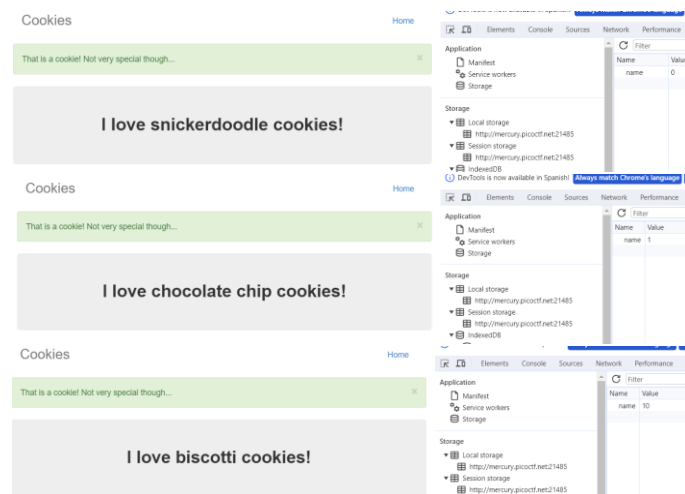 Cookies
Home
That is a cookie! Not very special though...
×
I love snickerdoodle cookies!
Always match Chrome's language
Elements Console Sources Network Performance
Application
Manifest
Service workers
Storage
Storage
Local storage
http://mercury.picoctf.net:21485
Session storage
http://mercury.picoctf.net:21485
IndexedDB
Filter
Name Value
name 0
Cookies
Home
That is a cookie! Not very special though...
×
I love chocolate chip cookies!
DevTools is now available in Spanish! Always match Chrome's language
Elements Console Sources Network Performance
Application
Manifest
Service workers
Storage
Storage
Local storage
http://mercury.picoctf.net:21485
Session storage
http://mercury.picoctf.net:21485
IndexedDB
Filter
Name Value
name 1
Cookies
Home
That is a cookie! Not very special though...
×
I love biscotti cookies!
Elements Console Sources Network Performance
Application
Manifest
Service workers
Storage
Storage
Local storage
http://mercury.picoctf.net:21485
Session storage
http://mercury.picoctf.net:21485
Filter
Name Value
name 10